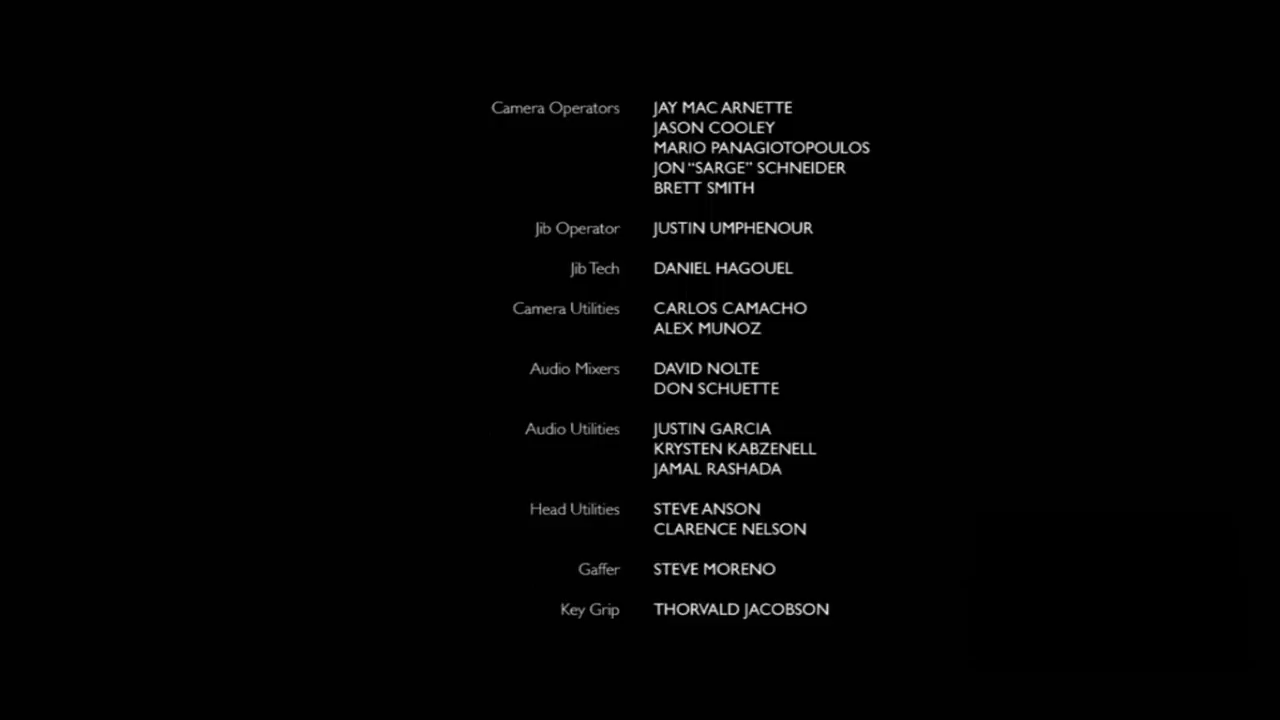 Camera Operators JAY MAC ARNETTE
JASON COOLEY
MARIO PANAGIOTOPOULOS
JON “SARGE” SCHNEIDER
BRETT SMITH
Jib Operator JUSTIN UMPHENOUR
Jib Tech DANIEL HAGOUEL
Camera Utilities CARLOS CAMACHO
ALEX MUNOZ
Audio Mixers DAVID NOLTE
DON SCHUETTE
Audio Utilities JUSTIN GARCIA
KRYSTEN KABZENELL
JAMAL RASHADA
Head Utilities STEVE ANSON
CLARENCE NELSON
Gaffer STEVE MORENO
Key Grip THORVALD JACOBSON